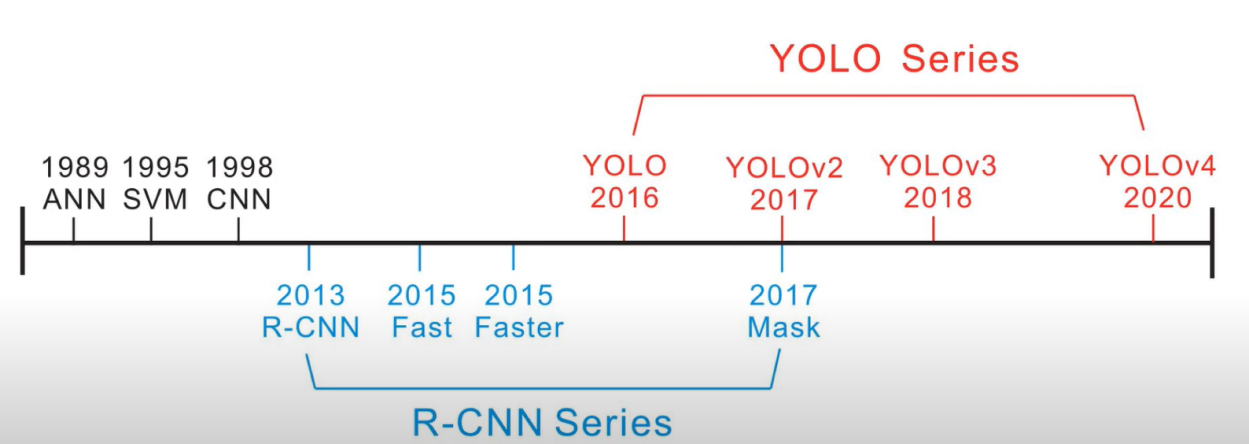 YOLO Series
1989 1995 1998
ANN SVM CNN
YOLO
2016
YOLOv2
2017
YOLOv3
2018
YOLOv4
2020
2013
R-CNN
2015
Fast
2015
Faster
2017
Mask
R-CNN Series